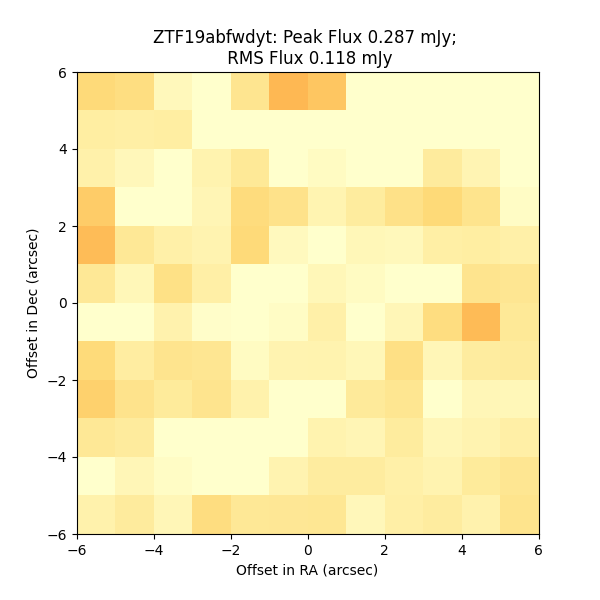 ZTF19abfwdyt: Peak Flux 0.287 mJy;
RMS Flux 0.118 mJy
6
4
2
0
−2
−4
−6
Offset in Dec (arcsec)
−6 −4 −2 0 2 4 6
Offset in RA (arcsec)